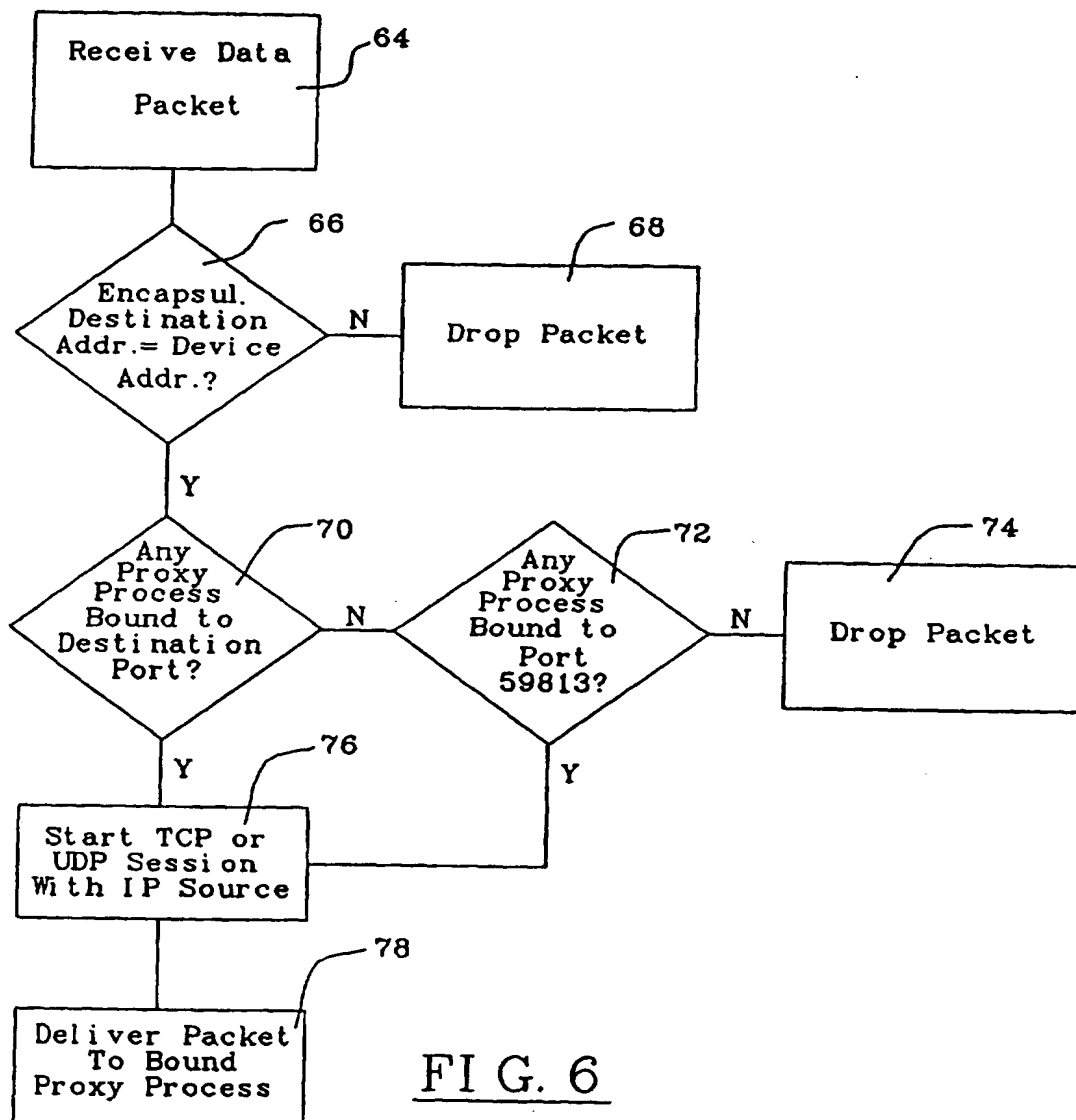 Receive Data
Packet
64
66
Encapsul.
Destination
Addr.= Device
Addr.?
N
68
Drop Packet
Y
70
Any
Proxy
Process
Bound to
Destination
Port?
N
72
Any
Proxy
Process
Bound to
Port
59813?
N
74
Drop Packet
Y
Y
76
Start TCP or
UDP Session
With IP Source
78
Deliver Packet
To Bound
Proxy Process
FIG. 6